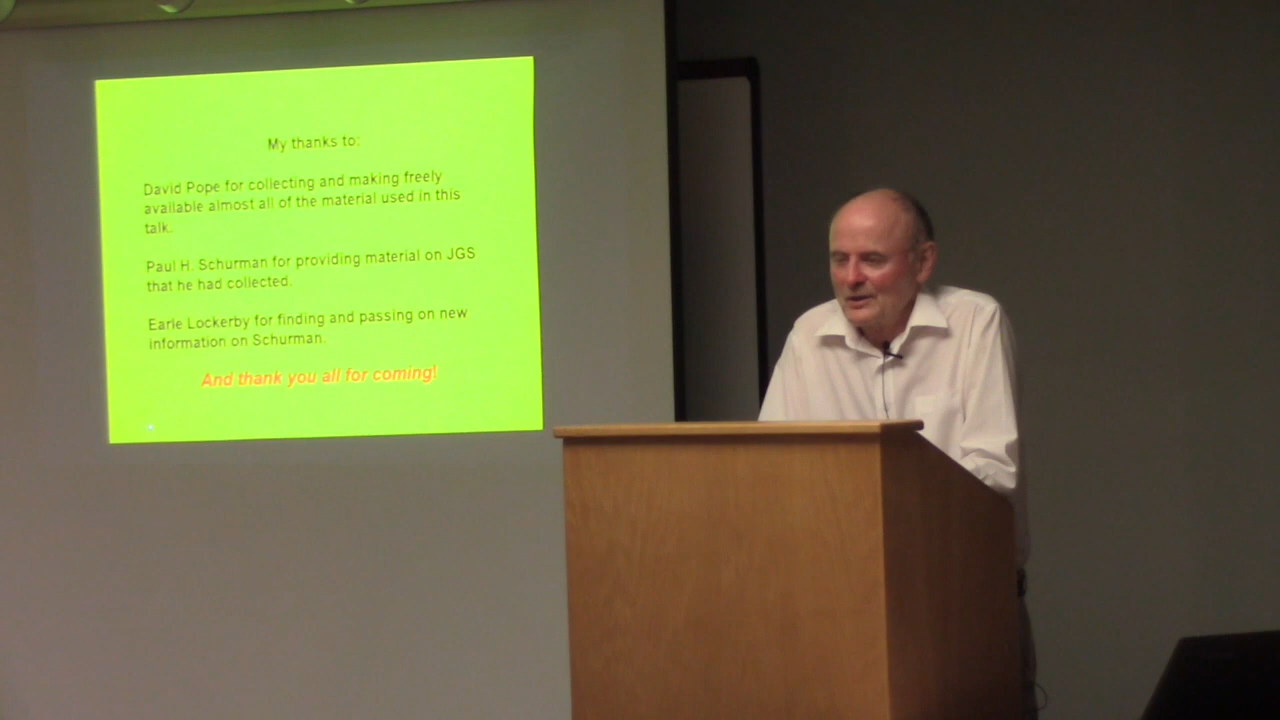 My thanks to:
David Pope for collecting and making freely
available almost all of the material used in this
talk.
Paul H. Schurman for providing material on JGS
that he had collected.
Earle Lockerby for finding and passing on new
information on Schurman.
And thank you all for coming!